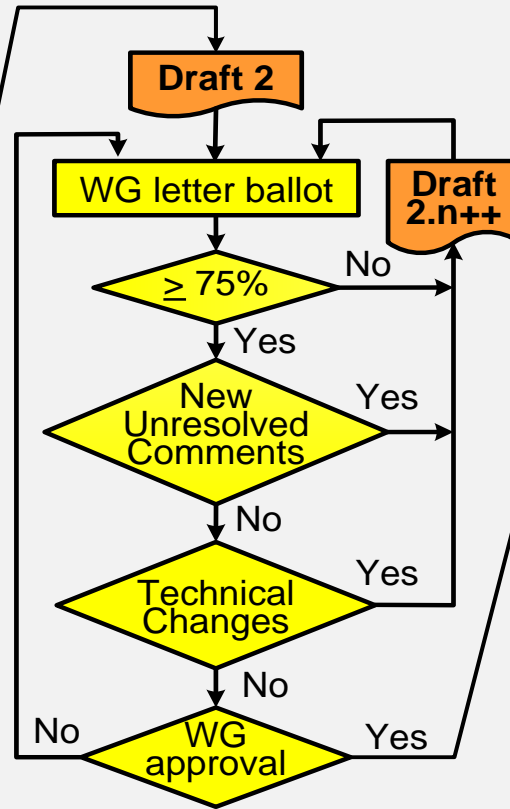 Draft 2
WG letter ballot
Draft
2.n++
≥ 75%
No
Yes
New
Unresolved
Comments
Yes
No
Technical
Changes
Yes
No
No
WG
approval
Yes